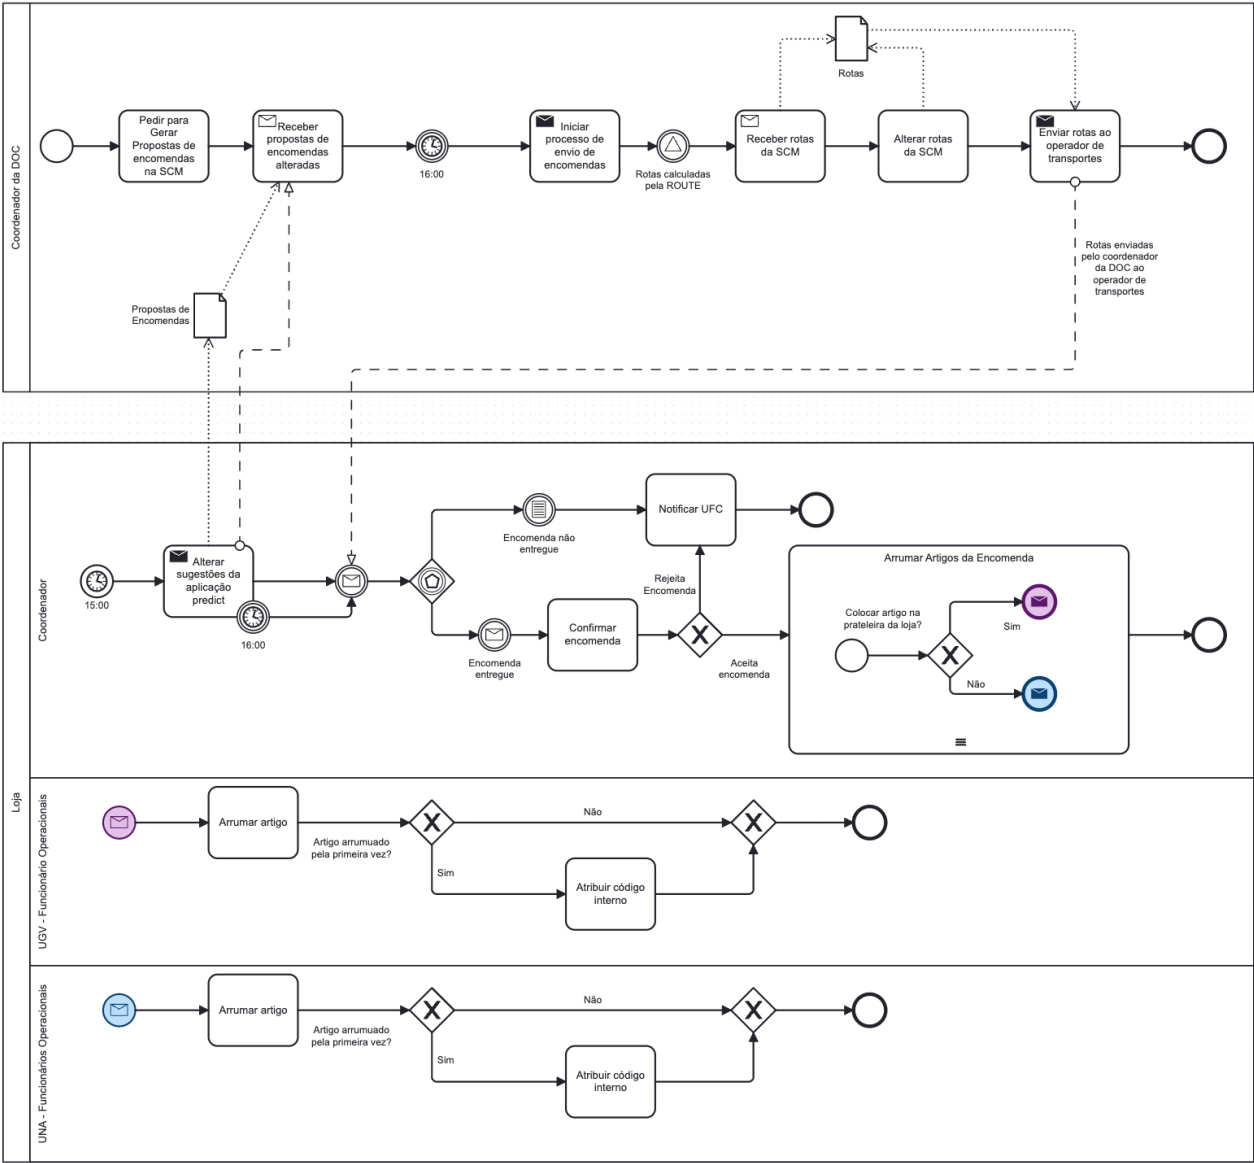 Coordenador da DOC
Pedir para
Gerar
Propostas de
encomendas
na SCM
Receber
propostas de
encomendas
alteradas
16:00
Iniciar
processo de
envio de
encomendas
Rotas calculadas
pela ROUTE
Receber rotas
da SCM
Rotas
Alterar rotas
da SCM
Enviar rotas ao
operador de
transportes
Rotas enviadas
pelo coordenador
da DOC ao
operador de
transportes
Propostas de
Encomendas
Loja
Coordenador
15:00
Alterar
sugestões da
aplicação
predict
16:00
Encomenda não
entregue
Notificar UFC
Encomenda
entregue
Confirmar
encomenda
Rejeita
Encomenda
Aceita
encomenda
Arrumar Artigos da Encomenda
Colocar artigo na
prateleira da loja?
Sim
Não
UGV - Funcionário Operacionais
Arrumar artigo
Artigo arrumuado
pela primeira vez?
Não
Sim
Atribuir código
interno
UNA - Funcionários Operacionais
Arrumar artigo
Artigo arrumuado
pela primeira vez?
Não
Sim
Atribuir código
interno